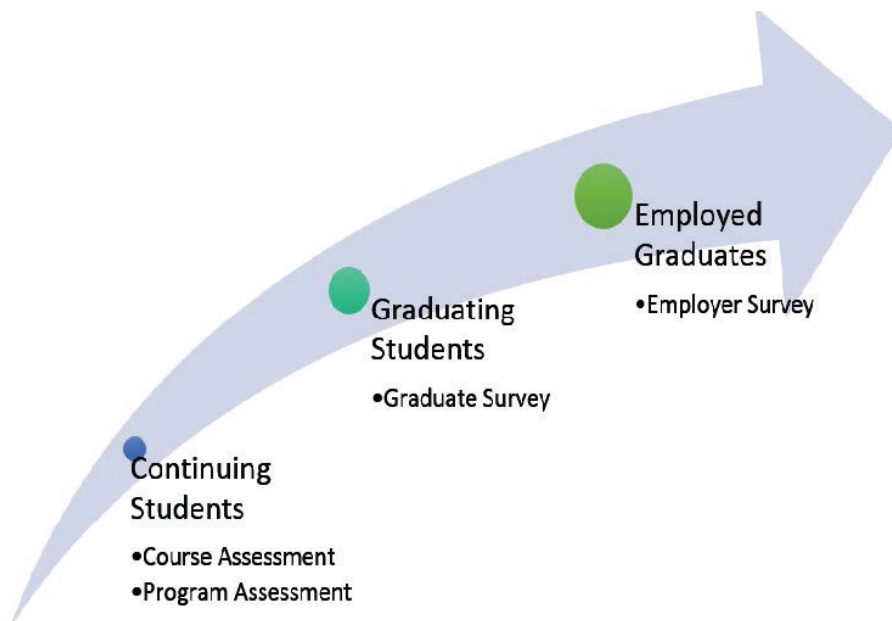 Continuing
Students
•Course Assessment
•Program Assessment
Graduating
Students
•Graduate Survey
Employed
Graduates
•Employer Survey